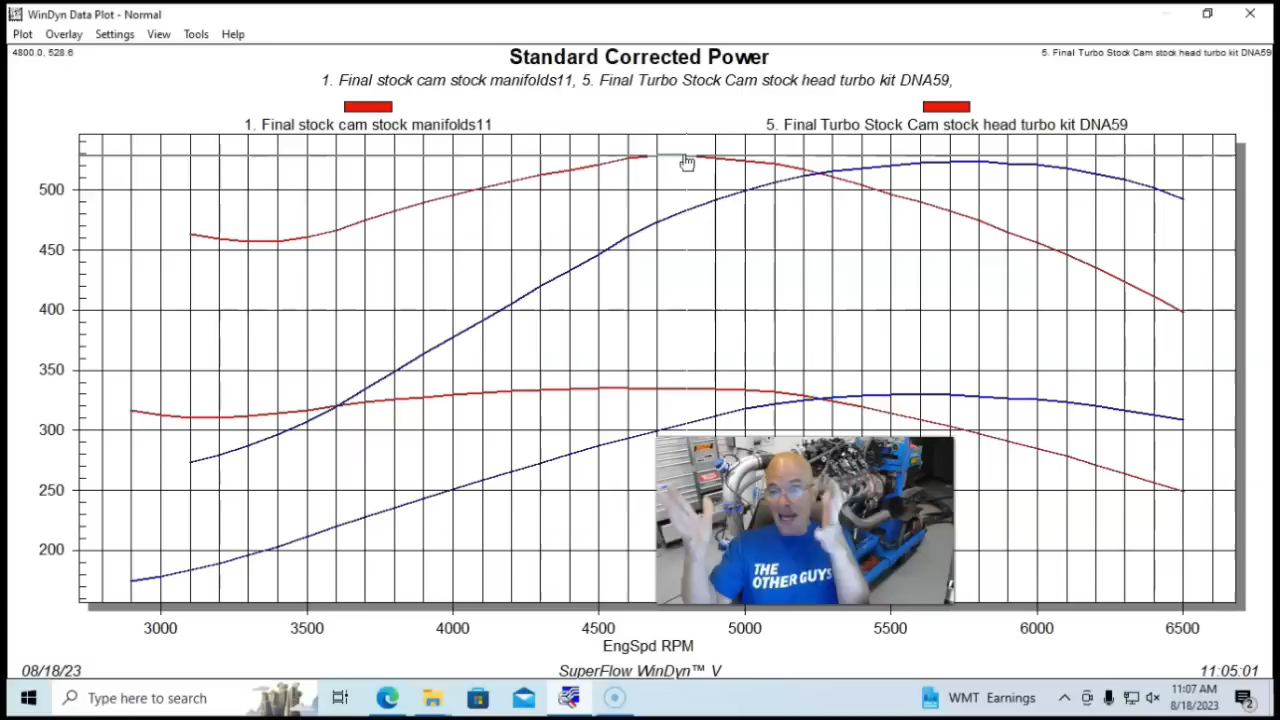 WinDyn Data Plot - Normal
Plot Overlay Settings View Tools Help
4800.0, 528.6
5. Final Turbo Stock Cam stock head turbo kit DNA59
Standard Corrected Power
1. Final stock cam stock manifolds11, 5. Final Turbo Stock Cam stock head turbo kit DNA59,
1. Final stock cam stock manifolds11
5. Final Turbo Stock Cam stock head turbo kit DNA59
500
450
400
350
300
250
200
THE
OTHER GUYS
3000 3500 4000 4500 5000 5500 6000 6500
EngSpd RPM
08/18/23
SuperFlow WinDyn™ V
11:05:01
Type here to search
WMT Earnings
11:07 AM
8/18/2023
2